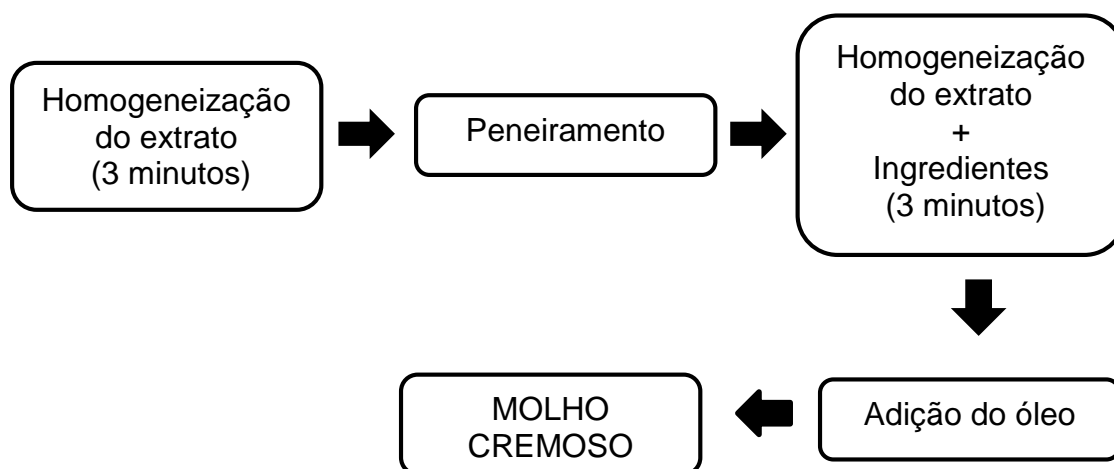 Homogeneização
do extrato
(3 minutos)
Peneiramento
Homogeneização
do extrato
+
Ingredientes
(3 minutos)
Adição do óleo
MOLHO
CREMOSO